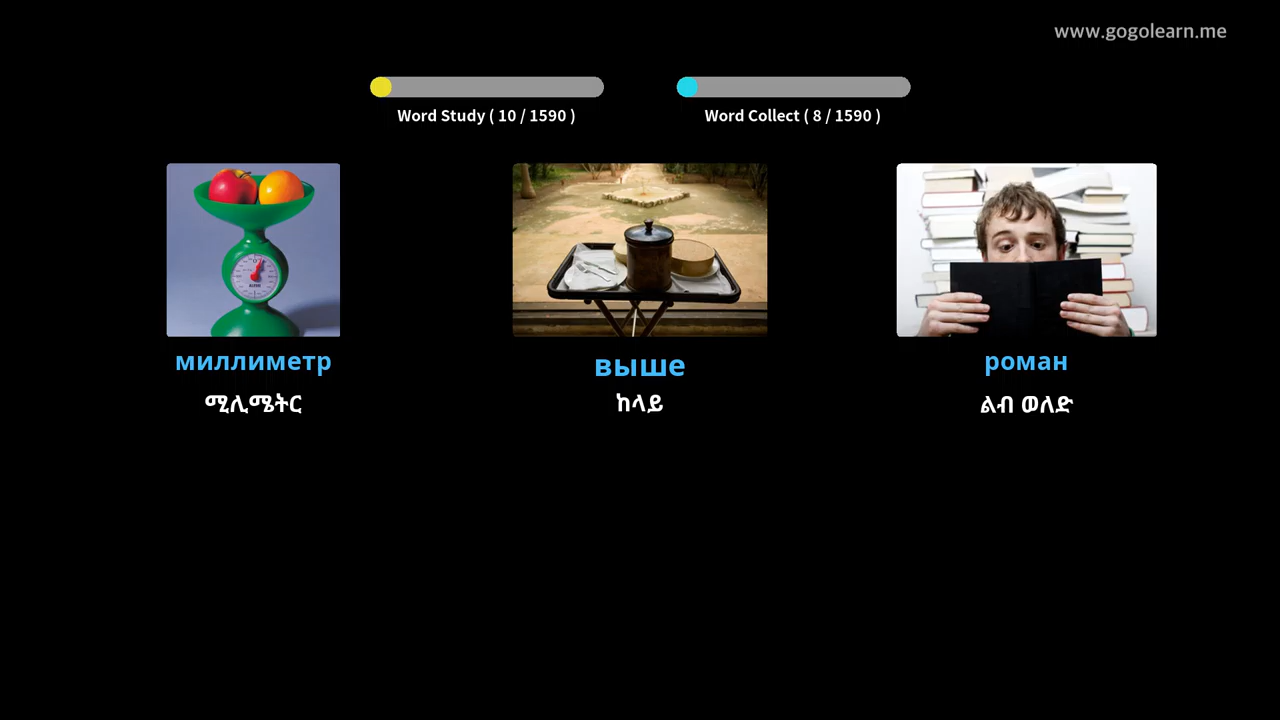 www.gogolearn.me
Word Study ( 10 / 1590 )
Word Collect ( 8 / 1590 )
миллиметр
выше
роман
ሚሊሜትር
ከላይ
ልብ ወለድ